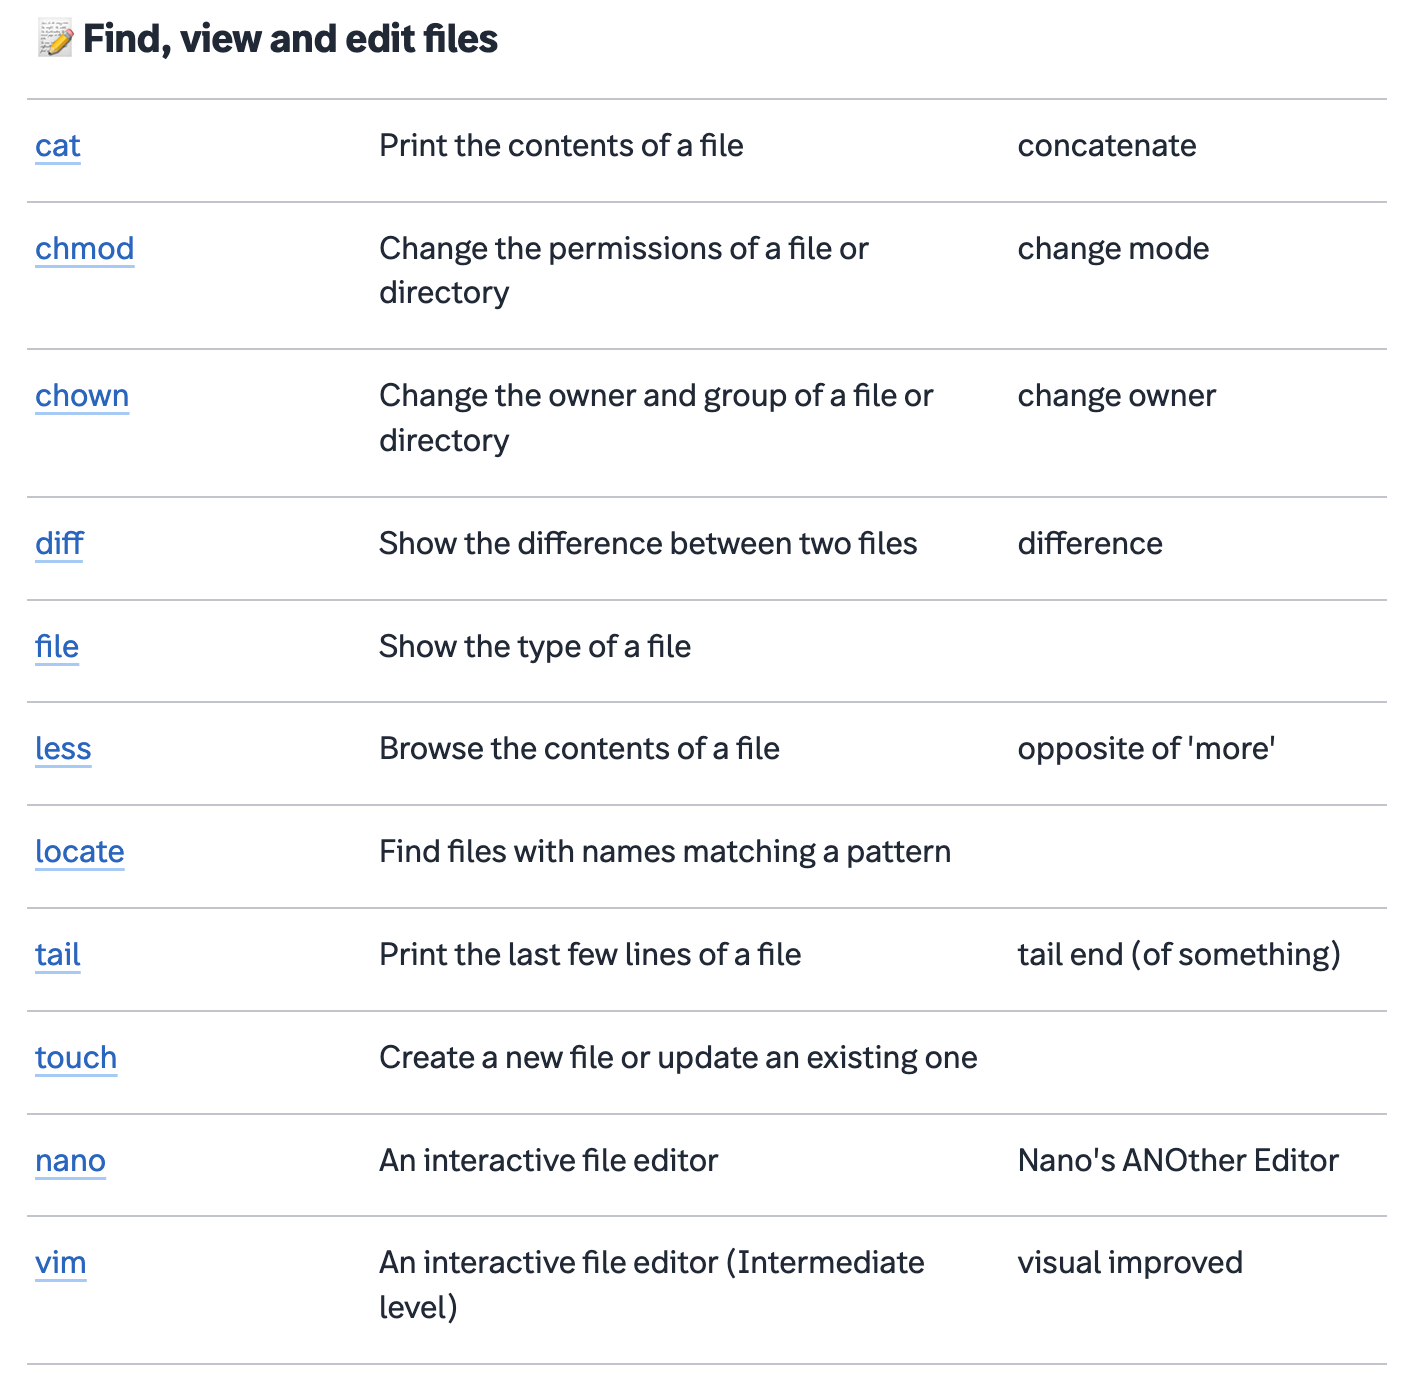 Find, view and edit files
cat Print the contents of a file concatenate
chmod Change the permissions of a file or change mode
directory
chown Change the owner and group of a file or change owner
directory
diff Show the difference between two files difference
file Show the type of a file
less Browse the contents of a file opposite of 'more'
locate Find files with names matching a pattern
tail Print the last few lines of a file tail end (of something)
touch Create a new file or update an existing one
nano An interactive file editor Nano's ANOther Editor
vim An interactive file editor (Intermediate visual improved
level)